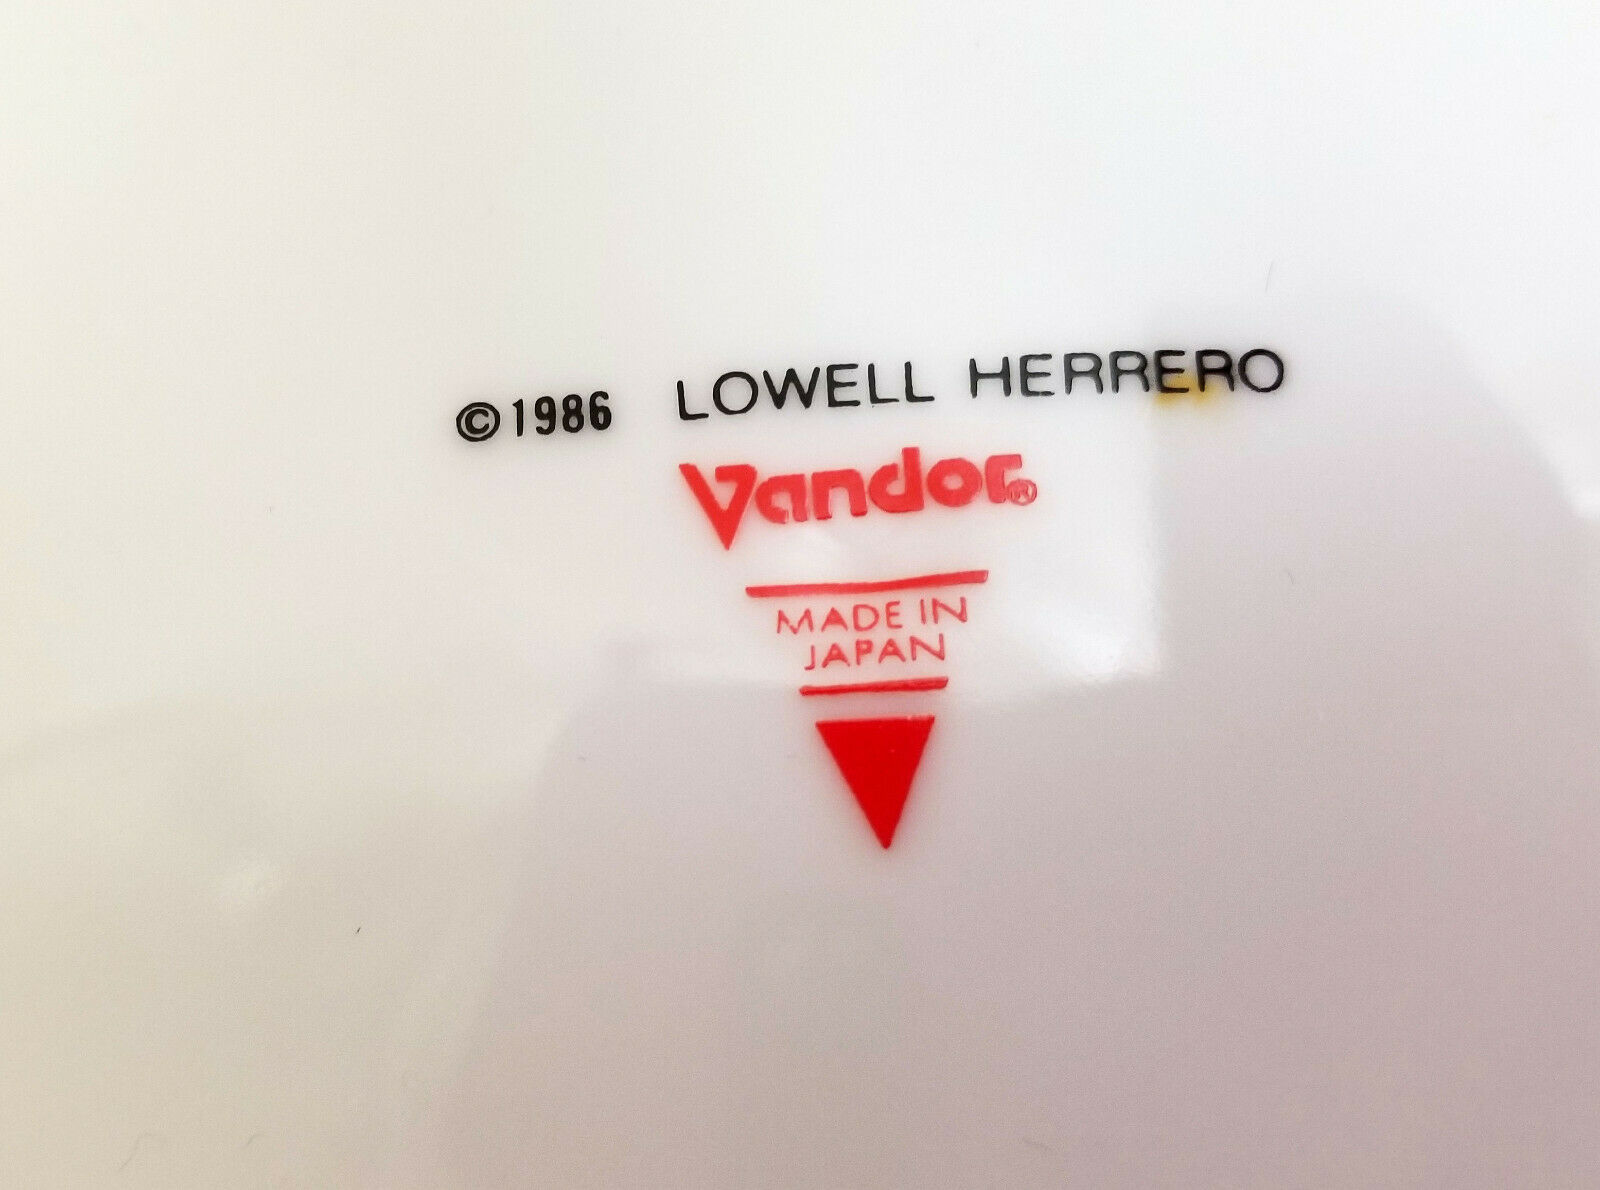 ©1986 LOWELL HERRERO
Vandor®
MADE IN
JAPAN